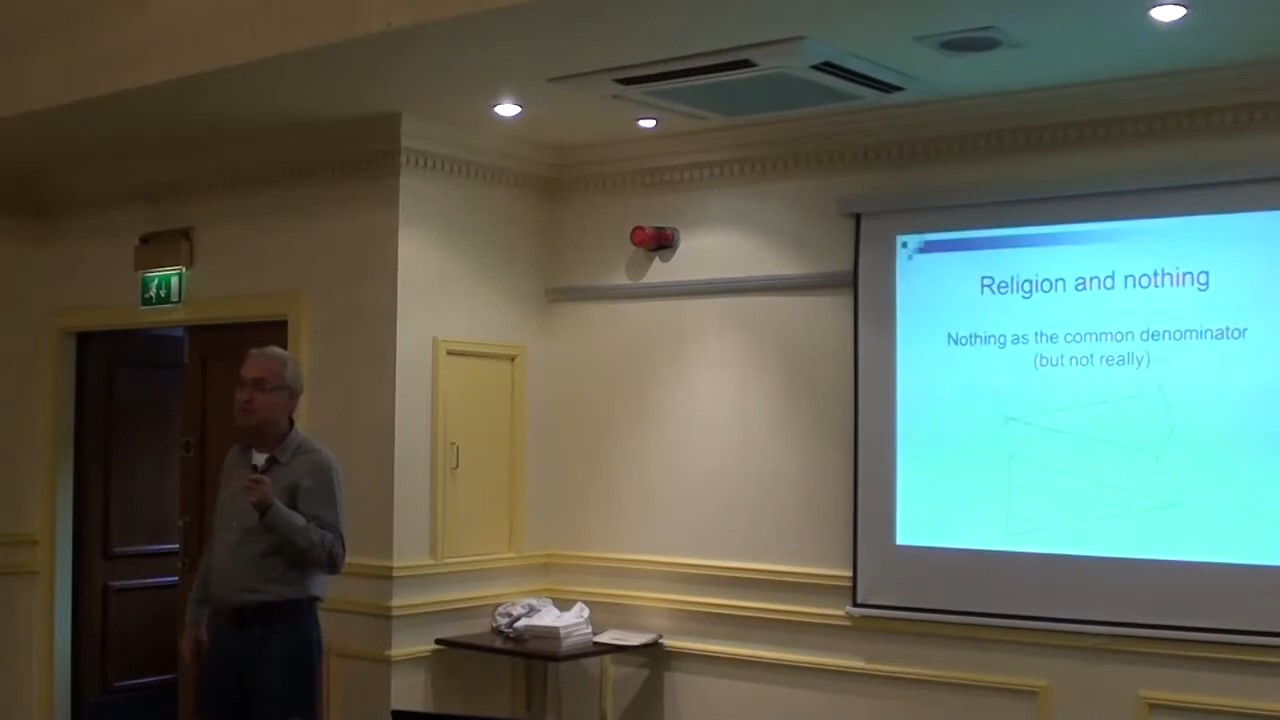 Religion and nothing
Nothing as the common denominator
(but not really)